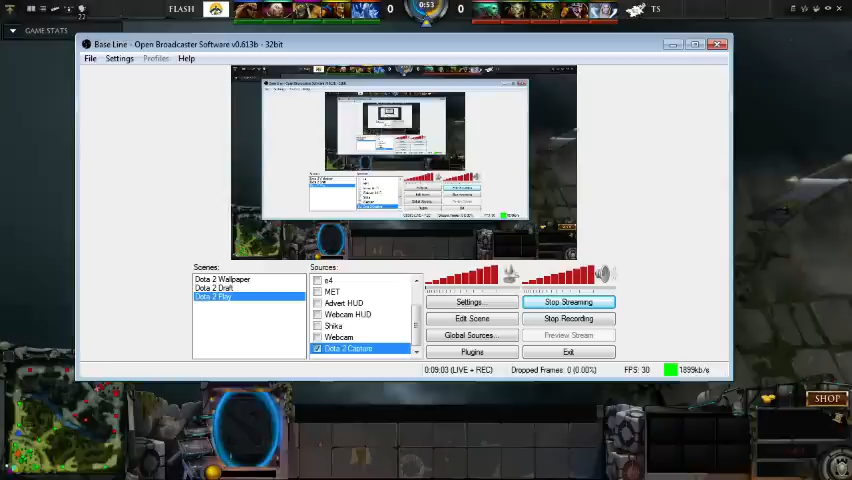 FLASH
0
0:53
0
TS
22
GAME STATS
Base Line - Open Broadcaster Software v0.613b - 32bit
File
Settings
Profiles
Help
Scenes:
Dota 2 Wallpaper
Dota 2 Draft
Dota 2 Play
Sources:
e4
MET
Advert HUD
Webcam HUD
Shika
Webcam
Dota 2 Capture
Settings...
Stop Streaming
Edit Scene
Stop Recording
Global Sources...
Preview Stream
Plugins
Exit
0:09:03 (LIVE + REC)
Dropped Frames: 0 (0.00%)
FPS: 30
1899kb/s
SHOP